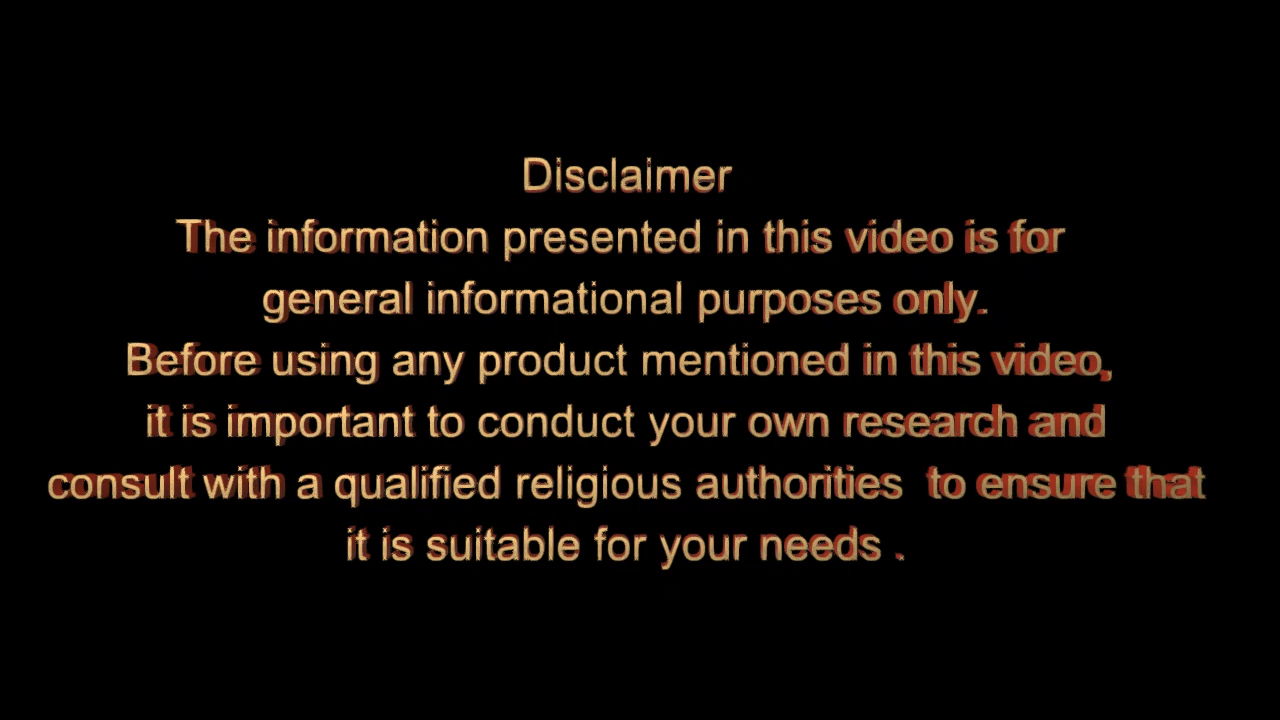 Disclaimer
The information presented in this video is for
general informational purposes only.
Before using any product mentioned in this video,
it is important to conduct your own research and
consult with a qualified religious authorities  to ensure that
it is suitable for your needs .